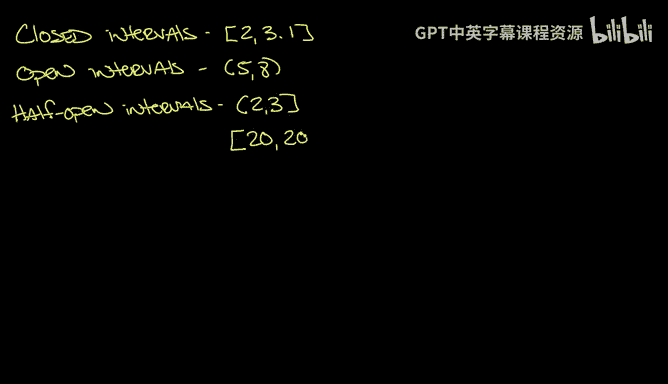 Closed intervals - [2, 3.1]
GPT中英字幕课程资源 bilibili
Open intervals - (5,8)
Half-open intervals - (2,3]
[20, 20